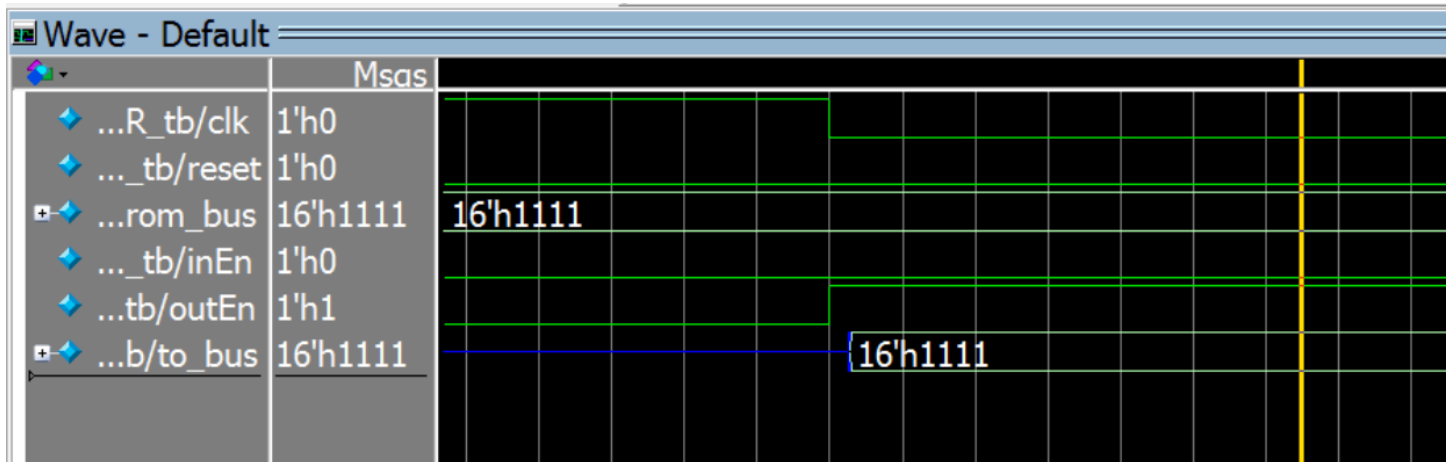 Wave - Default
Msgs
...R_tb/clk 1'h0
..._tb/reset 1'h0
...rom_bus 16'h1111 16'h1111
..._tb/inEn 1'h0
...tb/outEn 1'h1
...b/to_bus 16'h1111 16'h1111